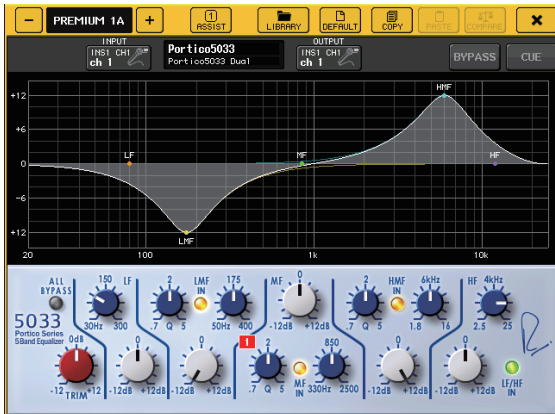 PREMIUM 1A
1
ASSIST
LIBRARY
DEFAULT
COPY
PASTE
COMPARE
INPUT
INS1 CH1
ch 1
Portico5033
Portico5033 Dual
OUTPUT
INS1 CH1
ch 1
BYPASS
CUE
+12
+6
0
-6
+12
LF
LMF
MF
HMF
HF
20
100
1k
10k
ALL BYPASS
150
LF
30Hz 300
2
.7 Q 5
LMF IN
175
50Hz 400
MF
0
-12dB +12dB
2
.7 Q 5
HMF IN
6kHz
1.8 16
HF
4kHz
2.5 25
5033
Portico Series
5 Band Equalizer
0dB
-12 +12
TRIM
0
-12dB +12dB
0
-12dB +12dB
1
2
.7 Q 5
MF IN
850
330Hz 2500
0
-12dB +12dB
0
-12dB +12dB
LF/HF IN